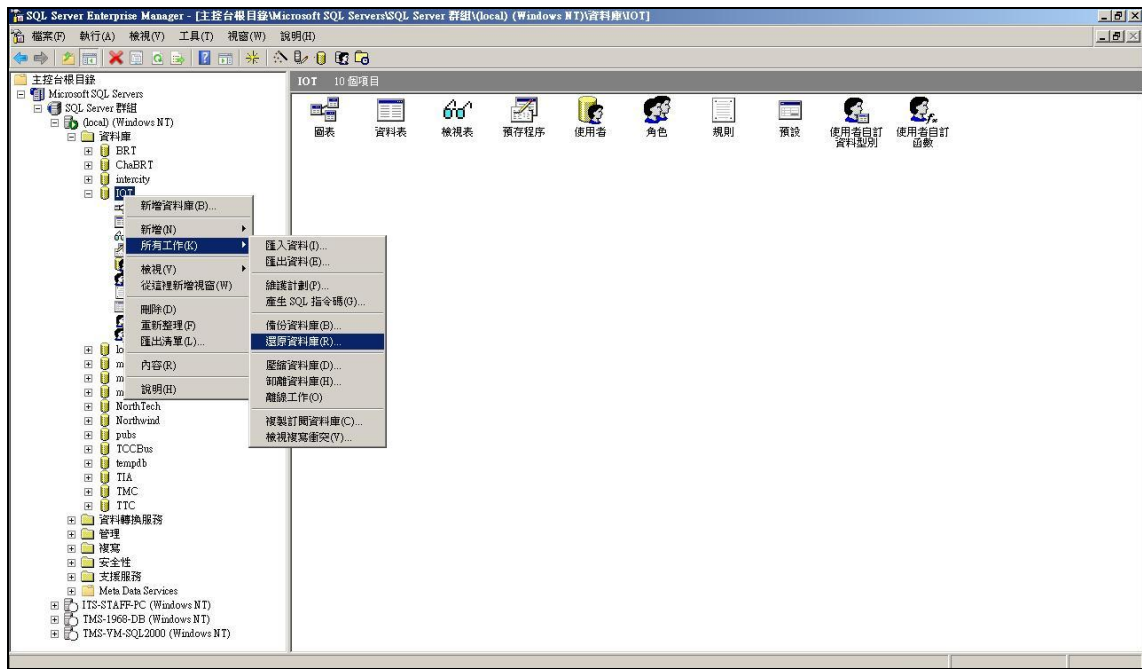 SQL Server Enterprise Manager - [主控台根目錄\Microsoft SQL Servers\SQL Server 群組\(local) (Windows NT)\資料庫\IOT]
檔案(F) 執行(A) 檢視(V) 工具(T) 視窗(W) 說明(H)
主控台根目錄
Microsoft SQL Servers
SQL Server 群組
(local) (Windows NT)
資料庫
BRT
ChaBRT
intercity
IOT
IOT 10 個項目
圖表
資料表
檢視表
預存程序
使用者
角色
規則
預設
使用者自訂資料型別
使用者自訂函數
新增資料庫(B)...
新增(N)
所有工作(K)
檢視(V)
從這裡新增視窗(W)
刪除(D)
重新整理(F)
匯出清單(L)...
內容(R)
說明(H)
匯入資料(I)...
匯出資料(E)...
維護計劃(P)...
產生 SQL 指令碼(G)...
備份資料庫(B)...
還原資料庫(R)...
壓縮資料庫(D)...
卸離資料庫(H)...
離線工作(O)
複製訂閱資料庫(C)...
檢視複寫衝突(V)...
lo
m
m
m
NorthTech
Northwind
pubs
TCCBus
tempdb
TIA
TMC
TTC
資料轉換服務
管理
複寫
安全性
支援服務
Meta Data Services
ITS-STAFF-PC (Windows NT)
TMS-1968-DB (Windows NT)
TMS-VM-SQL2000 (Windows NT)